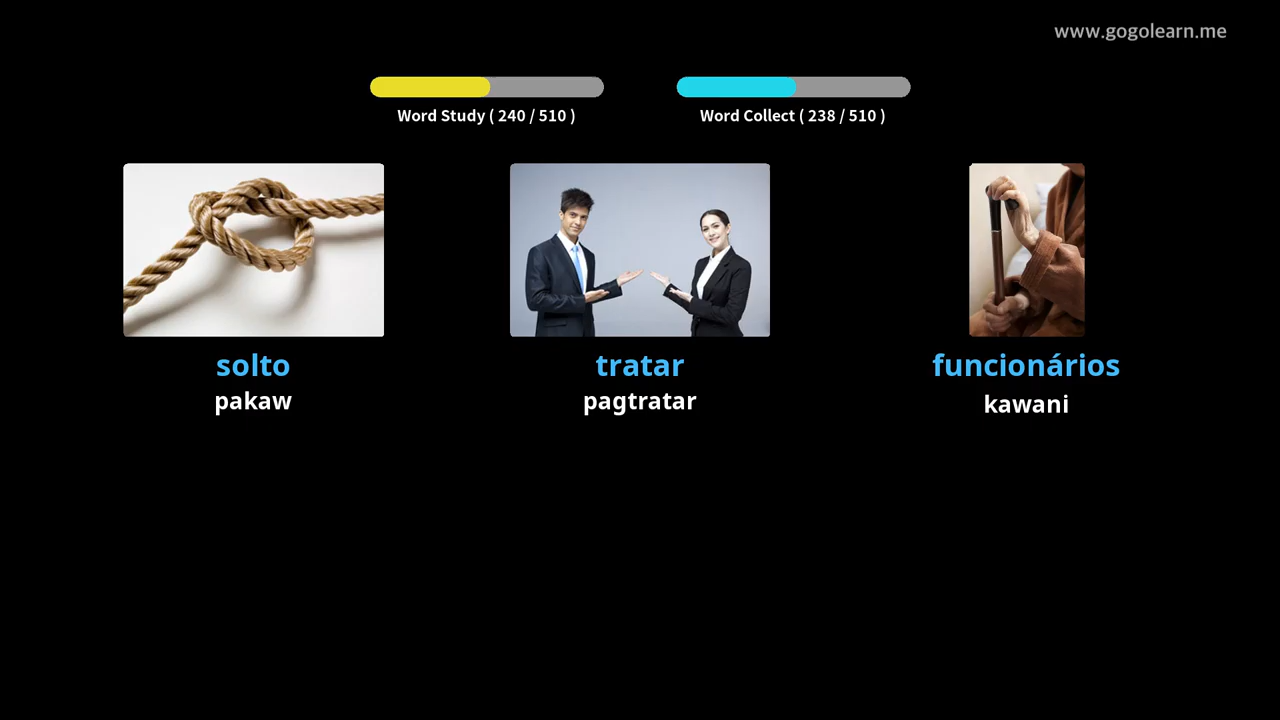 www.gogolearn.me
Word Study ( 240 / 510 )
Word Collect ( 238 / 510 )
solto
pakaw
tratar
pagtratar
funcionários
kawani